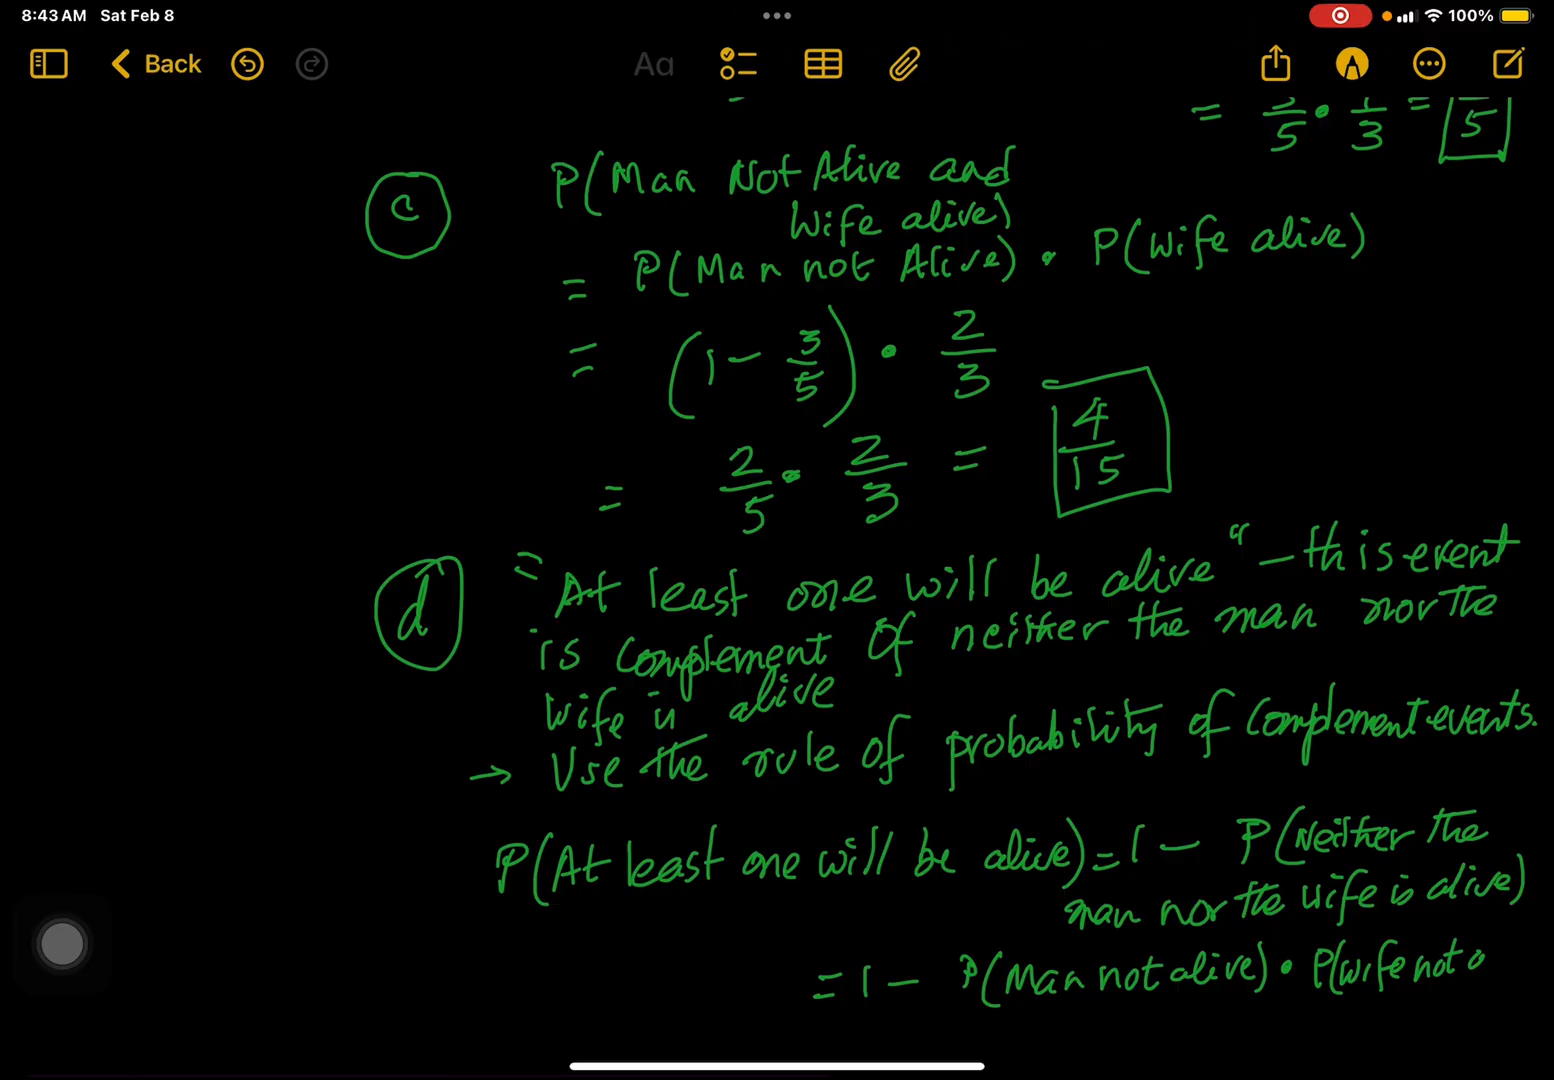 8:43 AM Sat Feb 8
100%
Back
Aa
= 3/5 • 1/3 = 5
c
P(Man Not Alive and
Wife alive)
= P(Man not Alive) • P(Wife alive)
= (1 - 3/5) • 2/3
= 2/5 • 2/3 = 4/15
d
"At least one will be alive" - this event
is complement of neither the man nor the
wife is alive
→ Use the rule of probability of Complement events.
P(At least one will be alive) = 1 - P(Neither the
man nor the wife is alive)
= 1 - P(Man not alive) • P(wife not a